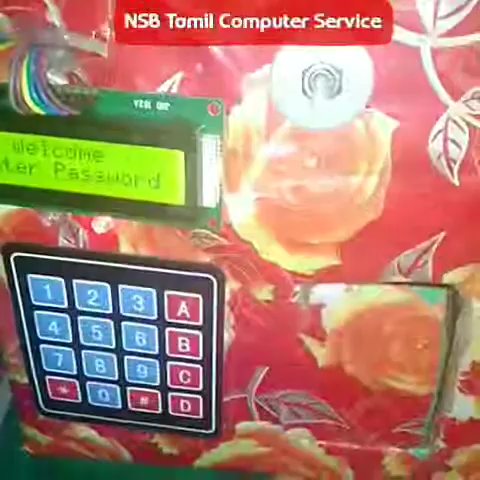 NSB Tamil Computer Service
Welcome
ter Password
1 2 3 A
4 5 6 B
7 8 9 C
* 0 # D